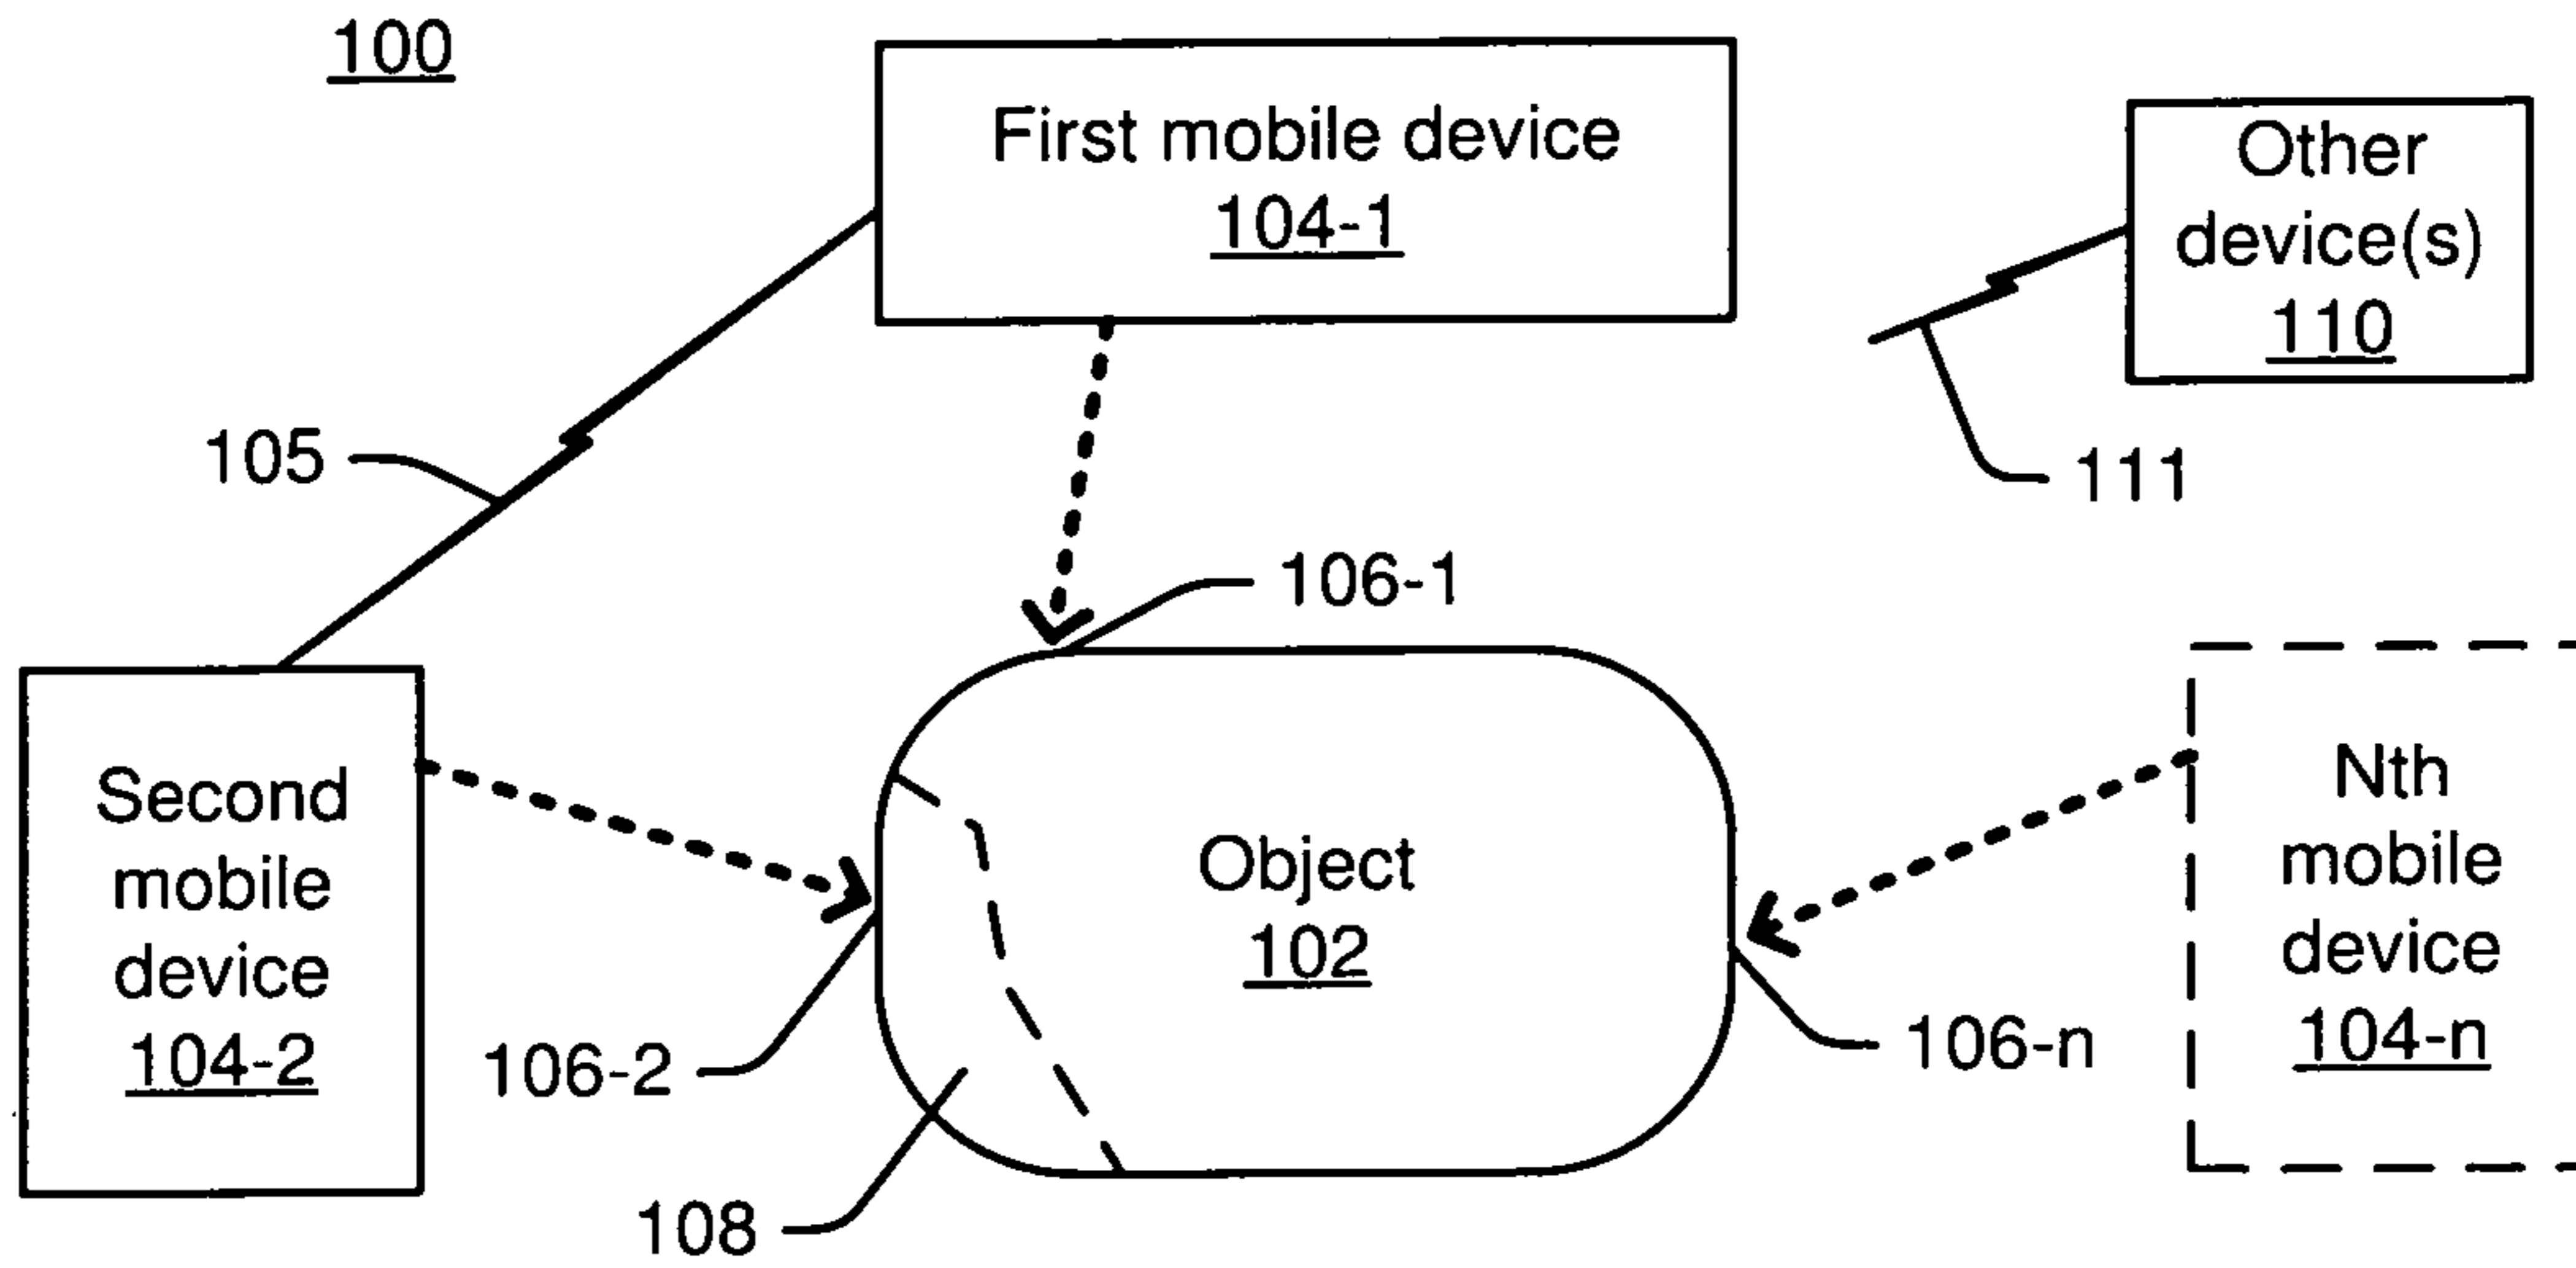 100
First mobile device
104-1
Other
device(s)
110
105
111
106-1
Second
mobile
device
104-2
Object
102
Nth
mobile
device
104-n
106-2
106-n
108